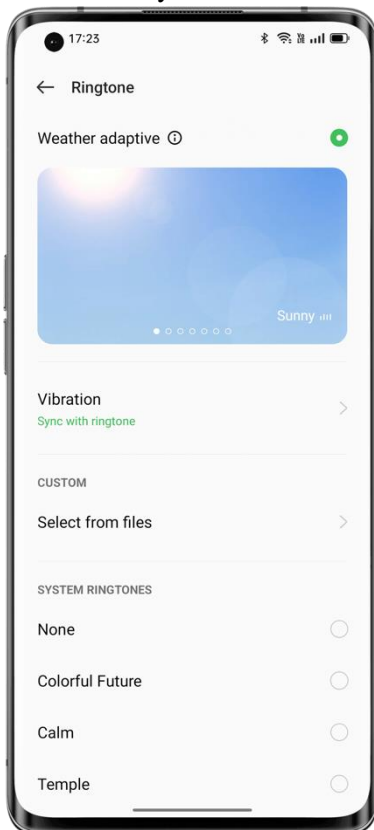 17:23
Ringtone
Weather adaptive
Sunny
Vibration
Sync with ringtone
CUSTOM
Select from files
SYSTEM RINGTONES
None
Colorful Future
Calm
Temple